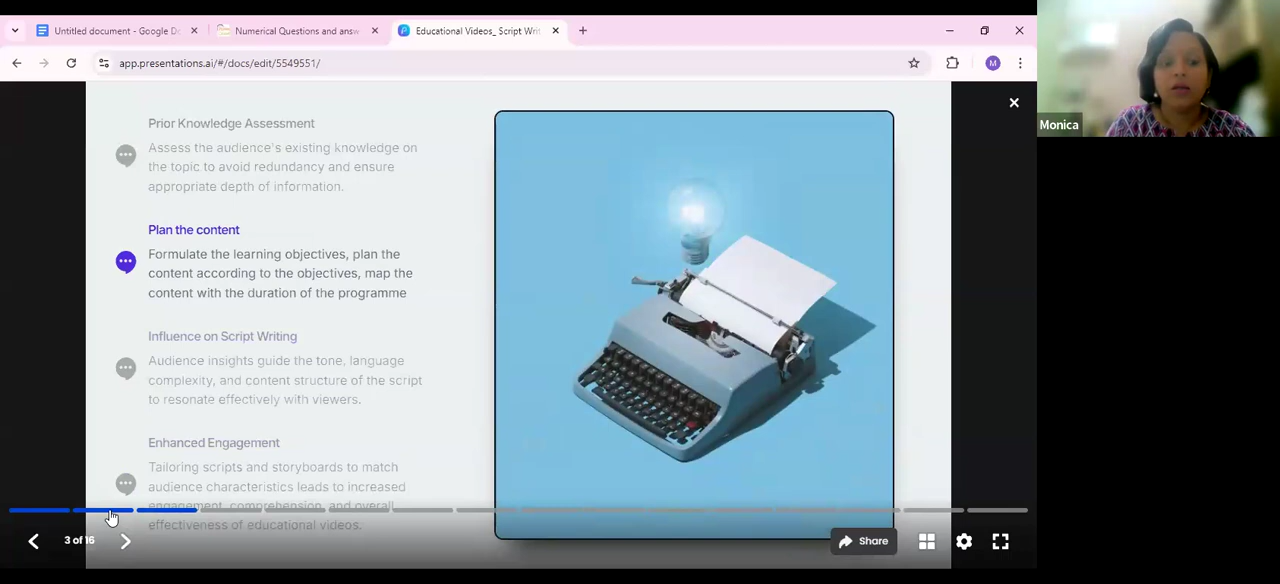 Untitled document - Google Do
Numerical Questions and answ
Educational Videos_ Script Writ
app.presentations.ai/#/docs/edit/5549551/
M
Monica
Prior Knowledge Assessment
Assess the audience's existing knowledge on
the topic to avoid redundancy and ensure
appropriate depth of information.
Plan the content
Formulate the learning objectives, plan the
content according to the objectives, map the
content with the duration of the programme
Influence on Script Writing
Audience insights guide the tone, language
complexity, and content structure of the script
to resonate effectively with viewers.
Enhanced Engagement
Tailoring scripts and storyboards to match
audience characteristics leads to increased
engagement, comprehension, and overall
effectiveness of educational videos.
3 of 16
Share